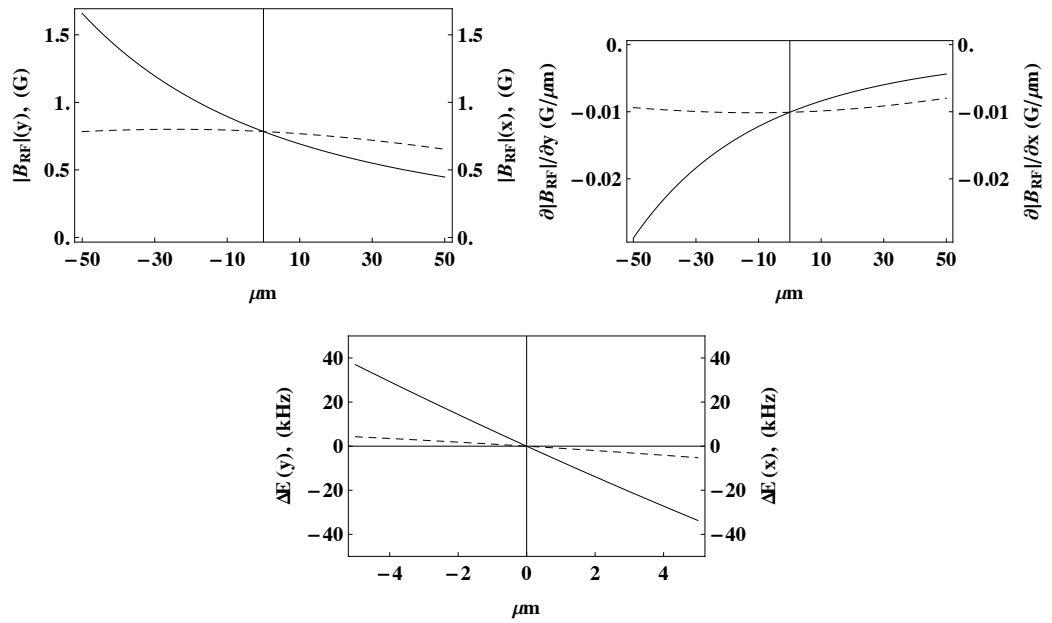 |B_RF|(y), (G)
1.5
1.
0.5
0.
−50 −30 −10 10 30 50
μm
1.5
1.
0.5
0.
|B_RF|(x), (G)
∂|B_RF|/∂y (G/μm)
0.
−0.01
−0.02
−50 −30 −10 10 30 50
μm
0.
−0.01
−0.02
∂|B_RF|/∂x (G/μm)
ΔE(y), (kHz)
40
20
0
−20
−40
−4 −2 0 2 4
μm
40
20
0
−20
−40
ΔE(x), (kHz)